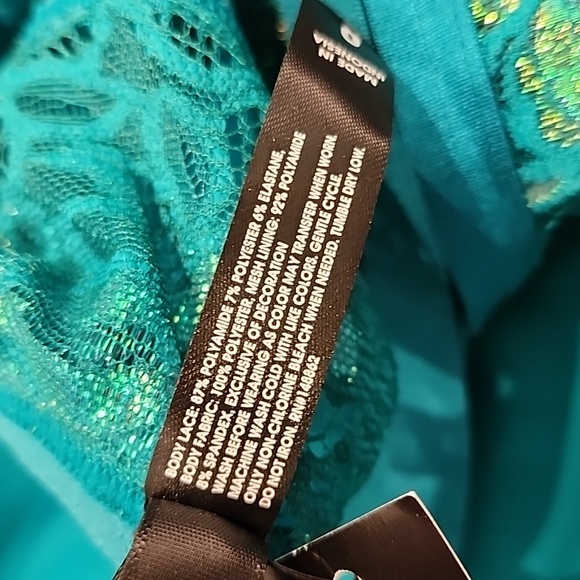 0
MADE IN
INDONESIA
BODY LACE: 87% POLYAMIDE 7% POLYESTER 6% ELASTANE,
BODY FABRIC: 100% POLYESTER, MESH LINING: 92% POLYAMIDE
8% SPANDEX. EXCLUSIVE OF DECORATION
WASH BEFORE WEARING AS COLOR MAY TRANSFER WHEN WORN.
MACHINE WASH COLD WITH LIKE COLORS. GENTLE CYCLE.
ONLY NON-CHLORINE BLEACH WHEN NEEDED. TUMBLE DRY LOW.
DO NOT IRON. RN#